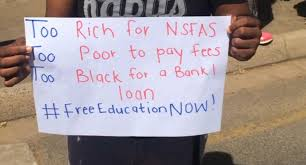 Too Rich for NSFAS
Too Poor to pay fees
Too Black for a Bank!
loan
#FreeEducationNOW!